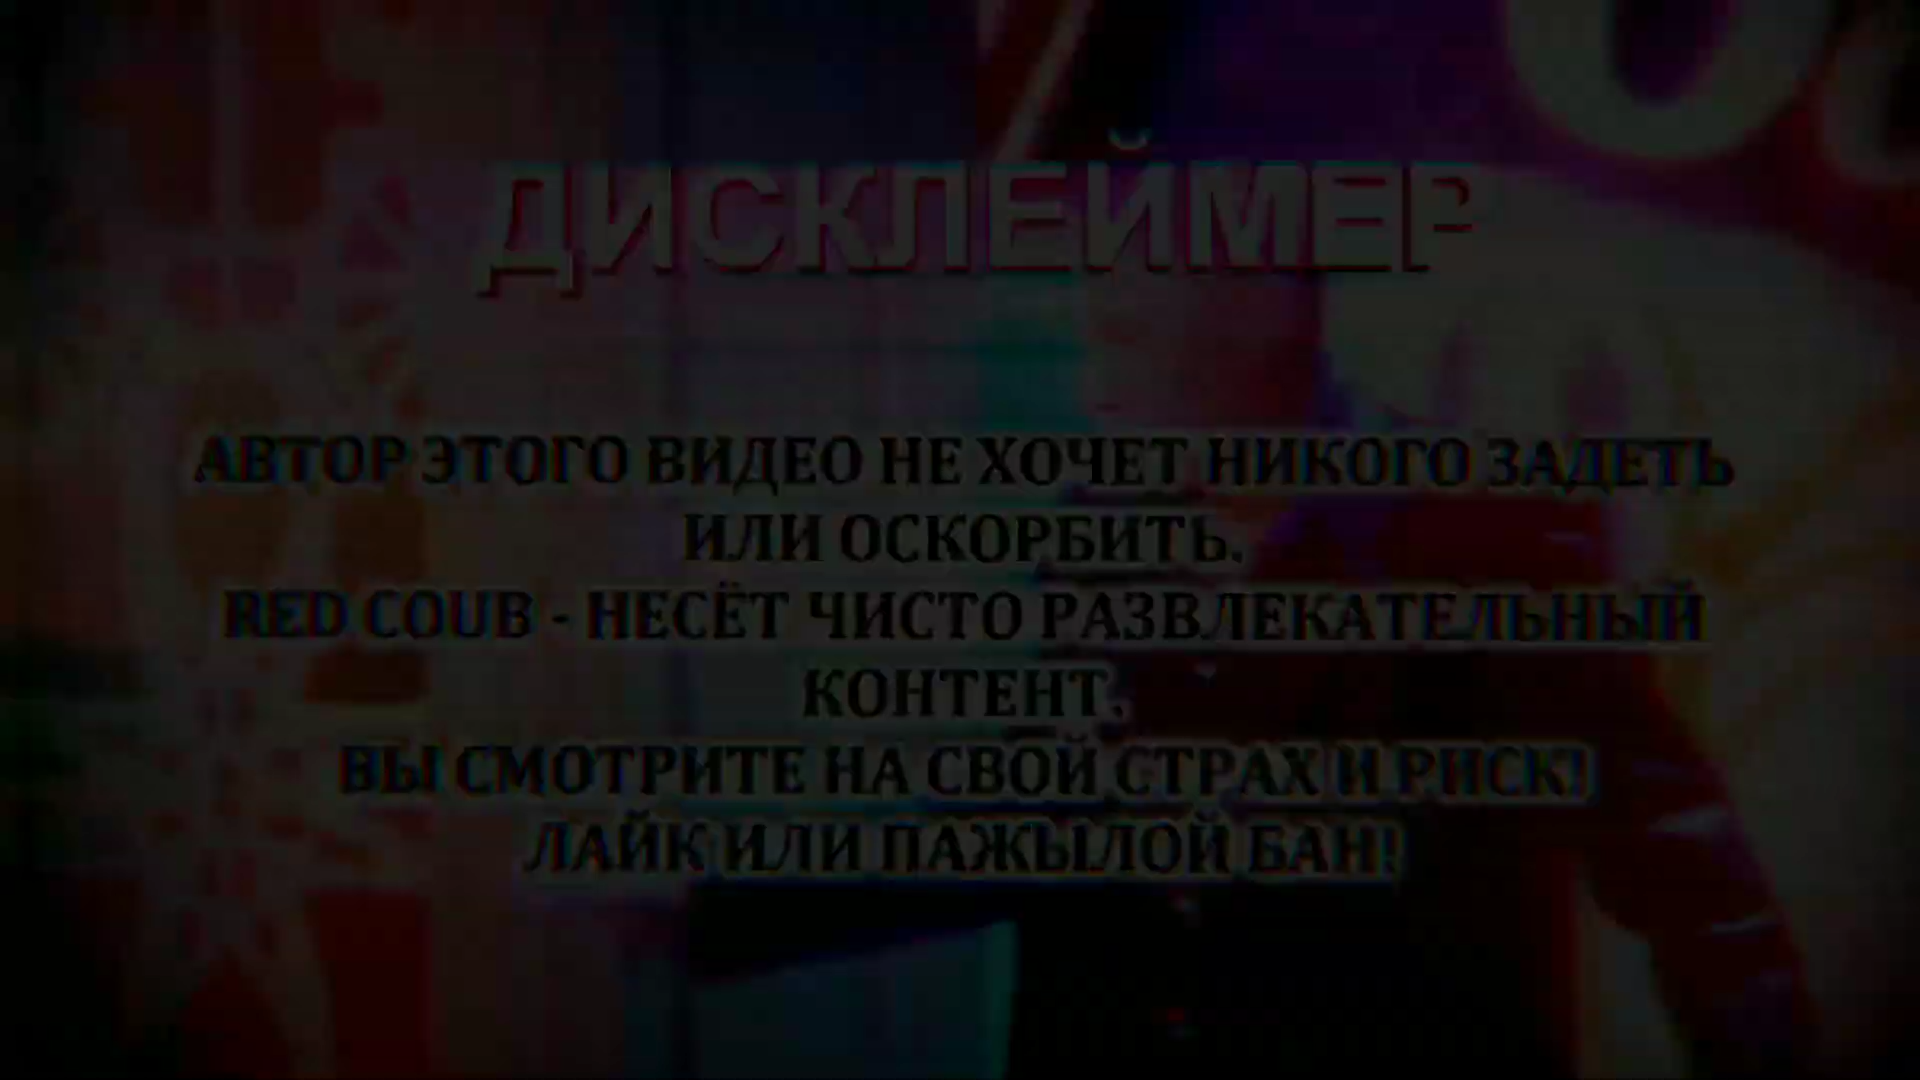 ДИСКЛЕЙМЕР
АВТОР ЭТОГО ВИДЕО НЕ ХОЧЕТ НИКОГО ЗАДЕТЬ
ИЛИ ОСКОРБИТЬ.
RED COUB - НЕСЁТ ЧИСТО РАЗВЛЕКАТЕЛЬНЫЙ
КОНТЕНТ.
ВЫ СМОТРИТЕ НА СВОЙ СТРАХ И РИСК!
ЛАЙК ИЛИ ПАЖЫЛОЙ БАН!